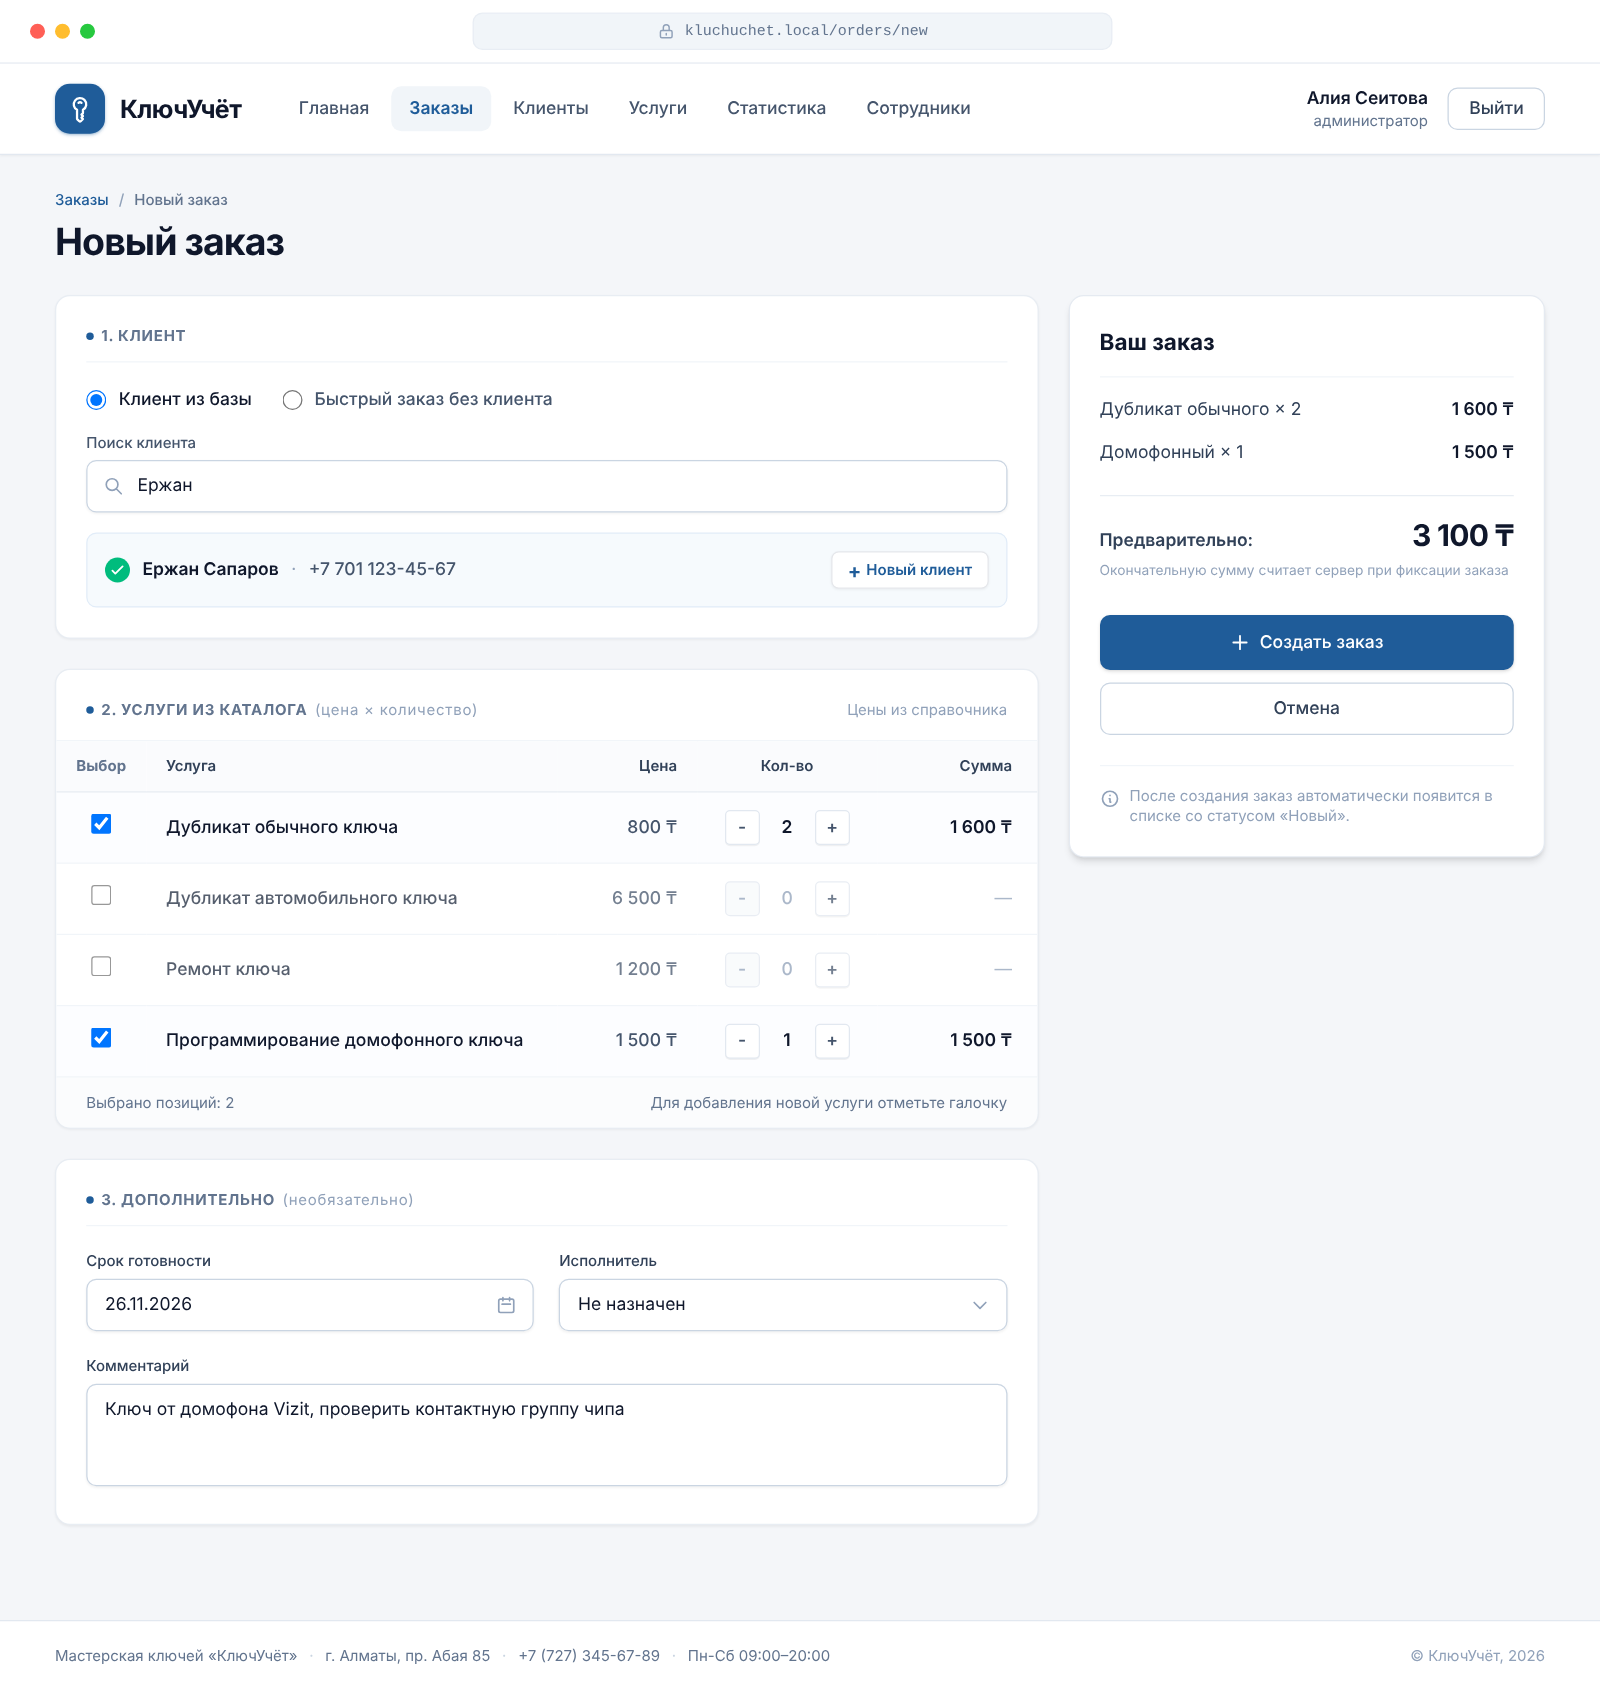 kluchuchet.local/orders/new
КлючУчёт Главная Заказы Клиенты Услуги Статистика Сотрудники
Алия Сеитова
администратор
Выйти
Заказы / Новый заказ
Новый заказ
1. КЛИЕНТ
Клиент из базы Быстрый заказ без клиента
Поиск клиента
Ержан
Ержан Сапаров · +7 701 123-45-67 + Новый клиент
2. УСЛУГИ ИЗ КАТАЛОГА (цена × количество) Цены из справочника
Выбор Услуга Цена Кол-во Сумма
Дубликат обычного ключа 800 ₸ - 2 + 1 600 ₸
Дубликат автомобильного ключа 6 500 ₸ - 0 + —
Ремонт ключа 1 200 ₸ - 0 + —
Программирование домофонного ключа 1 500 ₸ - 1 + 1 500 ₸
Выбрано позиций: 2 Для добавления новой услуги отметьте галочку
3. ДОПОЛНИТЕЛЬНО (необязательно)
Срок готовности Исполнитель
26.11.2026 Не назначен
Комментарий
Ключ от домофона Vizit, проверить контактную группу чипа
Ваш заказ
Дубликат обычного × 2 1 600 ₸
Домофонный × 1 1 500 ₸
Предварительно: 3 100 ₸
Окончательную сумму считает сервер при фиксации заказа
+ Создать заказ
Отмена
После создания заказ автоматически появится в
списке со статусом «Новый».
Мастерская ключей «КлючУчёт» · г. Алматы, пр. Абая 85 · +7 (727) 345-67-89 · Пн-Сб 09:00–20:00 © КлючУчёт, 2026